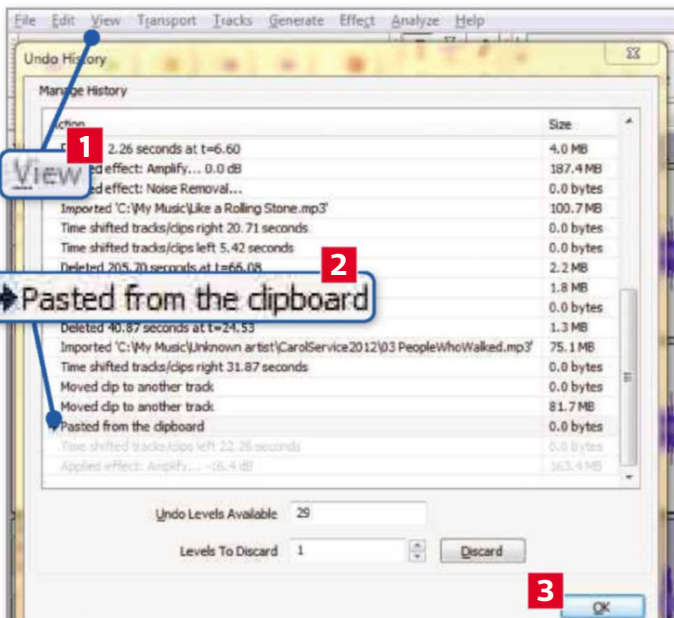 File Edit View Transport Tracks Generate Effect Analyze Help
Undo History
Manage History
Action Size
1
2.26 seconds at t=6.60 4.0 MB
View
effect: Amplify... 0.0 dB 187.4 MB
effect: Noise Removal... 0.0 bytes
Imported 'C:\My Music\Like a Rolling Stone.mp3' 100.7 MB
Time shifted tracks/clips right 20.71 seconds 0.0 bytes
Time shifted tracks/clips left 5.42 seconds 0.0 bytes
2
Deleted 205.70 seconds at t=66.08 2.2 MB
1.8 MB
Pasted from the clipboard
0.0 bytes
Deleted 40.87 seconds at t=24.53 1.3 MB
Imported 'C:\My Music\Unknown artist\CarolService2012\03 PeopleWhoWalked.mp3' 75.1 MB
Time shifted tracks/clips right 31.87 seconds 0.0 bytes
Moved clip to another track 0.0 bytes
Moved clip to another track 81.7 MB
Pasted from the clipboard 0.0 bytes
Time shifted tracks/clips left 22.26 seconds 0.0 bytes
Applied effect: Amplify... -16.4 dB 163.4 MB
Undo Levels Available 29
Levels To Discard 1 Discard
3
OK